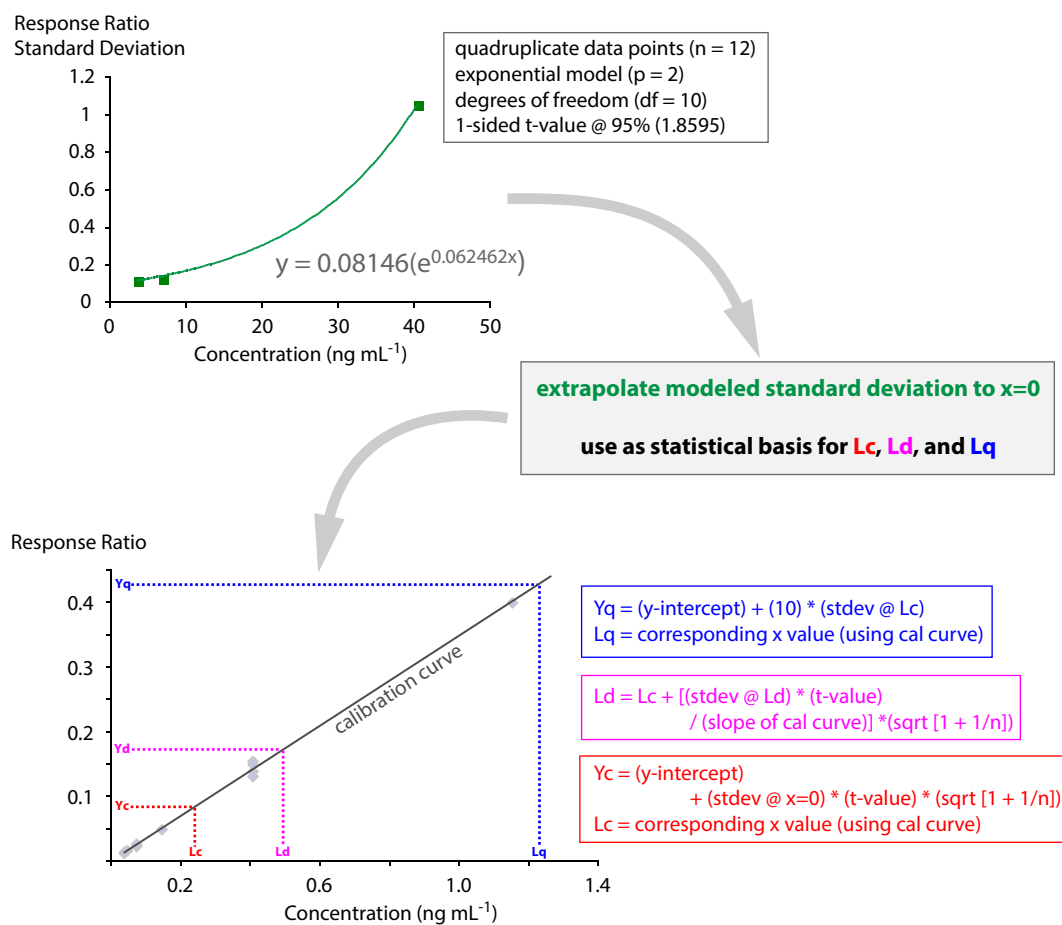 Response Ratio
Standard Deviation
quadruplicate data points (n = 12)
exponential model (p = 2)
degrees of freedom (df = 10)
1-sided t-value @ 95% (1.8595)
1.2
1
0.8
0.6
0.4
0.2
0
y = 0.08146(e^0.062462x)
0 10 20 30 40 50
Concentration (ng mL⁻¹)
extrapolate modeled standard deviation to x=0
use as statistical basis for Lc, Ld, and Lq
Response Ratio
Yq
0.4
0.3
0.2
Yd
Yc
0.1
calibration curve
Lc Ld Lq
0.2 0.6 1.0 1.4
Concentration (ng mL⁻¹)
Yq = (y-intercept) + (10) * (stdev @ Lc)
Lq = corresponding x value (using cal curve)
Ld = Lc + [(stdev @ Ld) * (t-value)
/ (slope of cal curve)] *(sqrt [1 + 1/n])
Yc = (y-intercept)
+ (stdev @ x=0) * (t-value) * (sqrt [1 + 1/n])
Lc = corresponding x value (using cal curve)